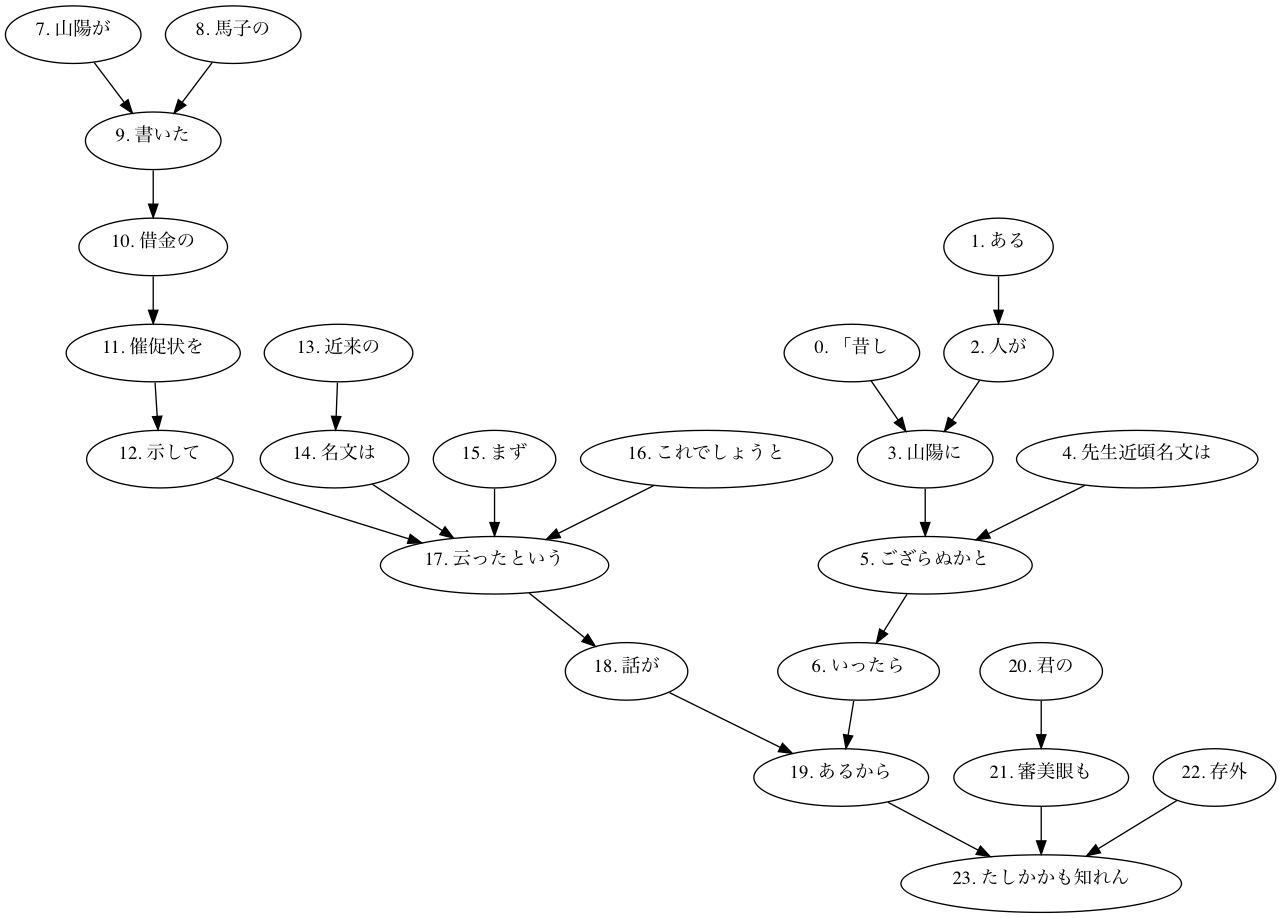 7. 山陽が
8. 馬子の
9. 書いた
10. 借金の
1. ある
11. 催促状を
13. 近来の
0. 「昔し
2. 人が
12. 示して
14. 名文は
15. まず
16. これでしょうと
3. 山陽に
4. 先生近頃名文は
17. 云ったという
5. ござらぬかと
18. 話が
6. いったら
20. 君の
19. あるから
21. 審美眼も
22. 存外
23. たしかかも知れん